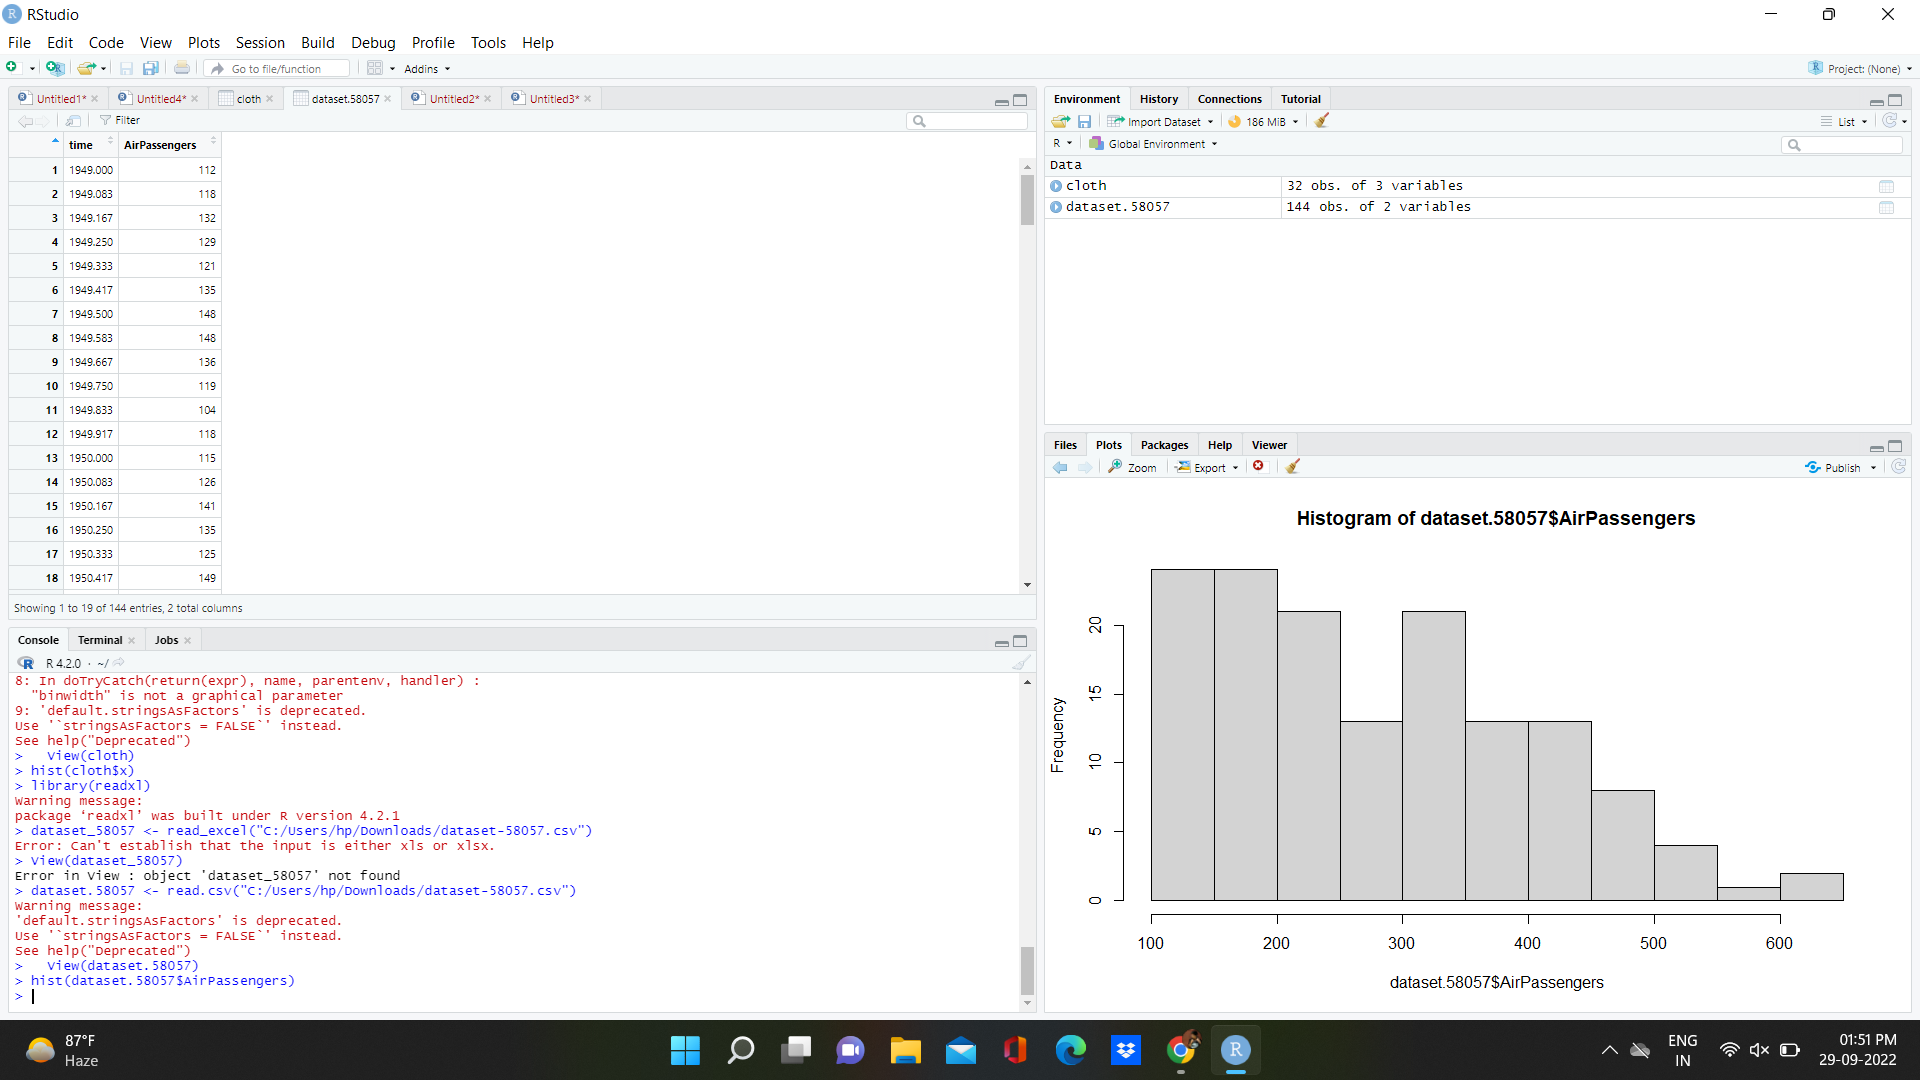 RStudio
File Edit Code View Plots Session Build Debug Profile Tools Help
Go to file/function Addins Project: (None)
Untitled1* Untitled4* cloth dataset.58057 Untitled2* Untitled3*
Filter
time AirPassengers
1 1949.000 112
2 1949.083 118
3 1949.167 132
4 1949.250 129
5 1949.333 121
6 1949.417 135
7 1949.500 148
8 1949.583 148
9 1949.667 136
10 1949.750 119
11 1949.833 104
12 1949.917 118
13 1950.000 115
14 1950.083 126
15 1950.167 141
16 1950.250 135
17 1950.333 125
18 1950.417 149
Showing 1 to 19 of 144 entries, 2 total columns
Console Terminal Jobs
R 4.2.0 · ~/
8: In doTryCatch(return(expr), name, parentenv, handler) :
"binwidth" is not a graphical parameter
9: 'default.stringsAsFactors' is deprecated.
Use '`stringsAsFactors = FALSE`' instead.
See help("Deprecated")
> View(cloth)
> hist(cloth$x)
> library(readxl)
Warning message:
package ‘readxl’ was built under R version 4.2.1
> dataset_58057 <- read_excel("C:/Users/hp/Downloads/dataset-58057.csv")
Error: Can't establish that the input is either xls or xlsx.
> View(dataset_58057)
Error in View : object 'dataset_58057' not found
> dataset.58057 <- read.csv("C:/Users/hp/Downloads/dataset-58057.csv")
Warning message:
'default.stringsAsFactors' is deprecated.
Use '`stringsAsFactors = FALSE`' instead.
See help("Deprecated")
> View(dataset.58057)
> hist(dataset.58057$AirPassengers)
>
Environment History Connections Tutorial
Import Dataset 186 MiB List
R Global Environment
Data
cloth 32 obs. of 3 variables
dataset.58057 144 obs. of 2 variables
Files Plots Packages Help Viewer
Zoom Export Publish
Histogram of dataset.58057$AirPassengers
Frequency
0 5 10 15 20
100 200 300 400 500 600
dataset.58057$AirPassengers
87°F
Haze
ENG
IN
01:51 PM
29-09-2022